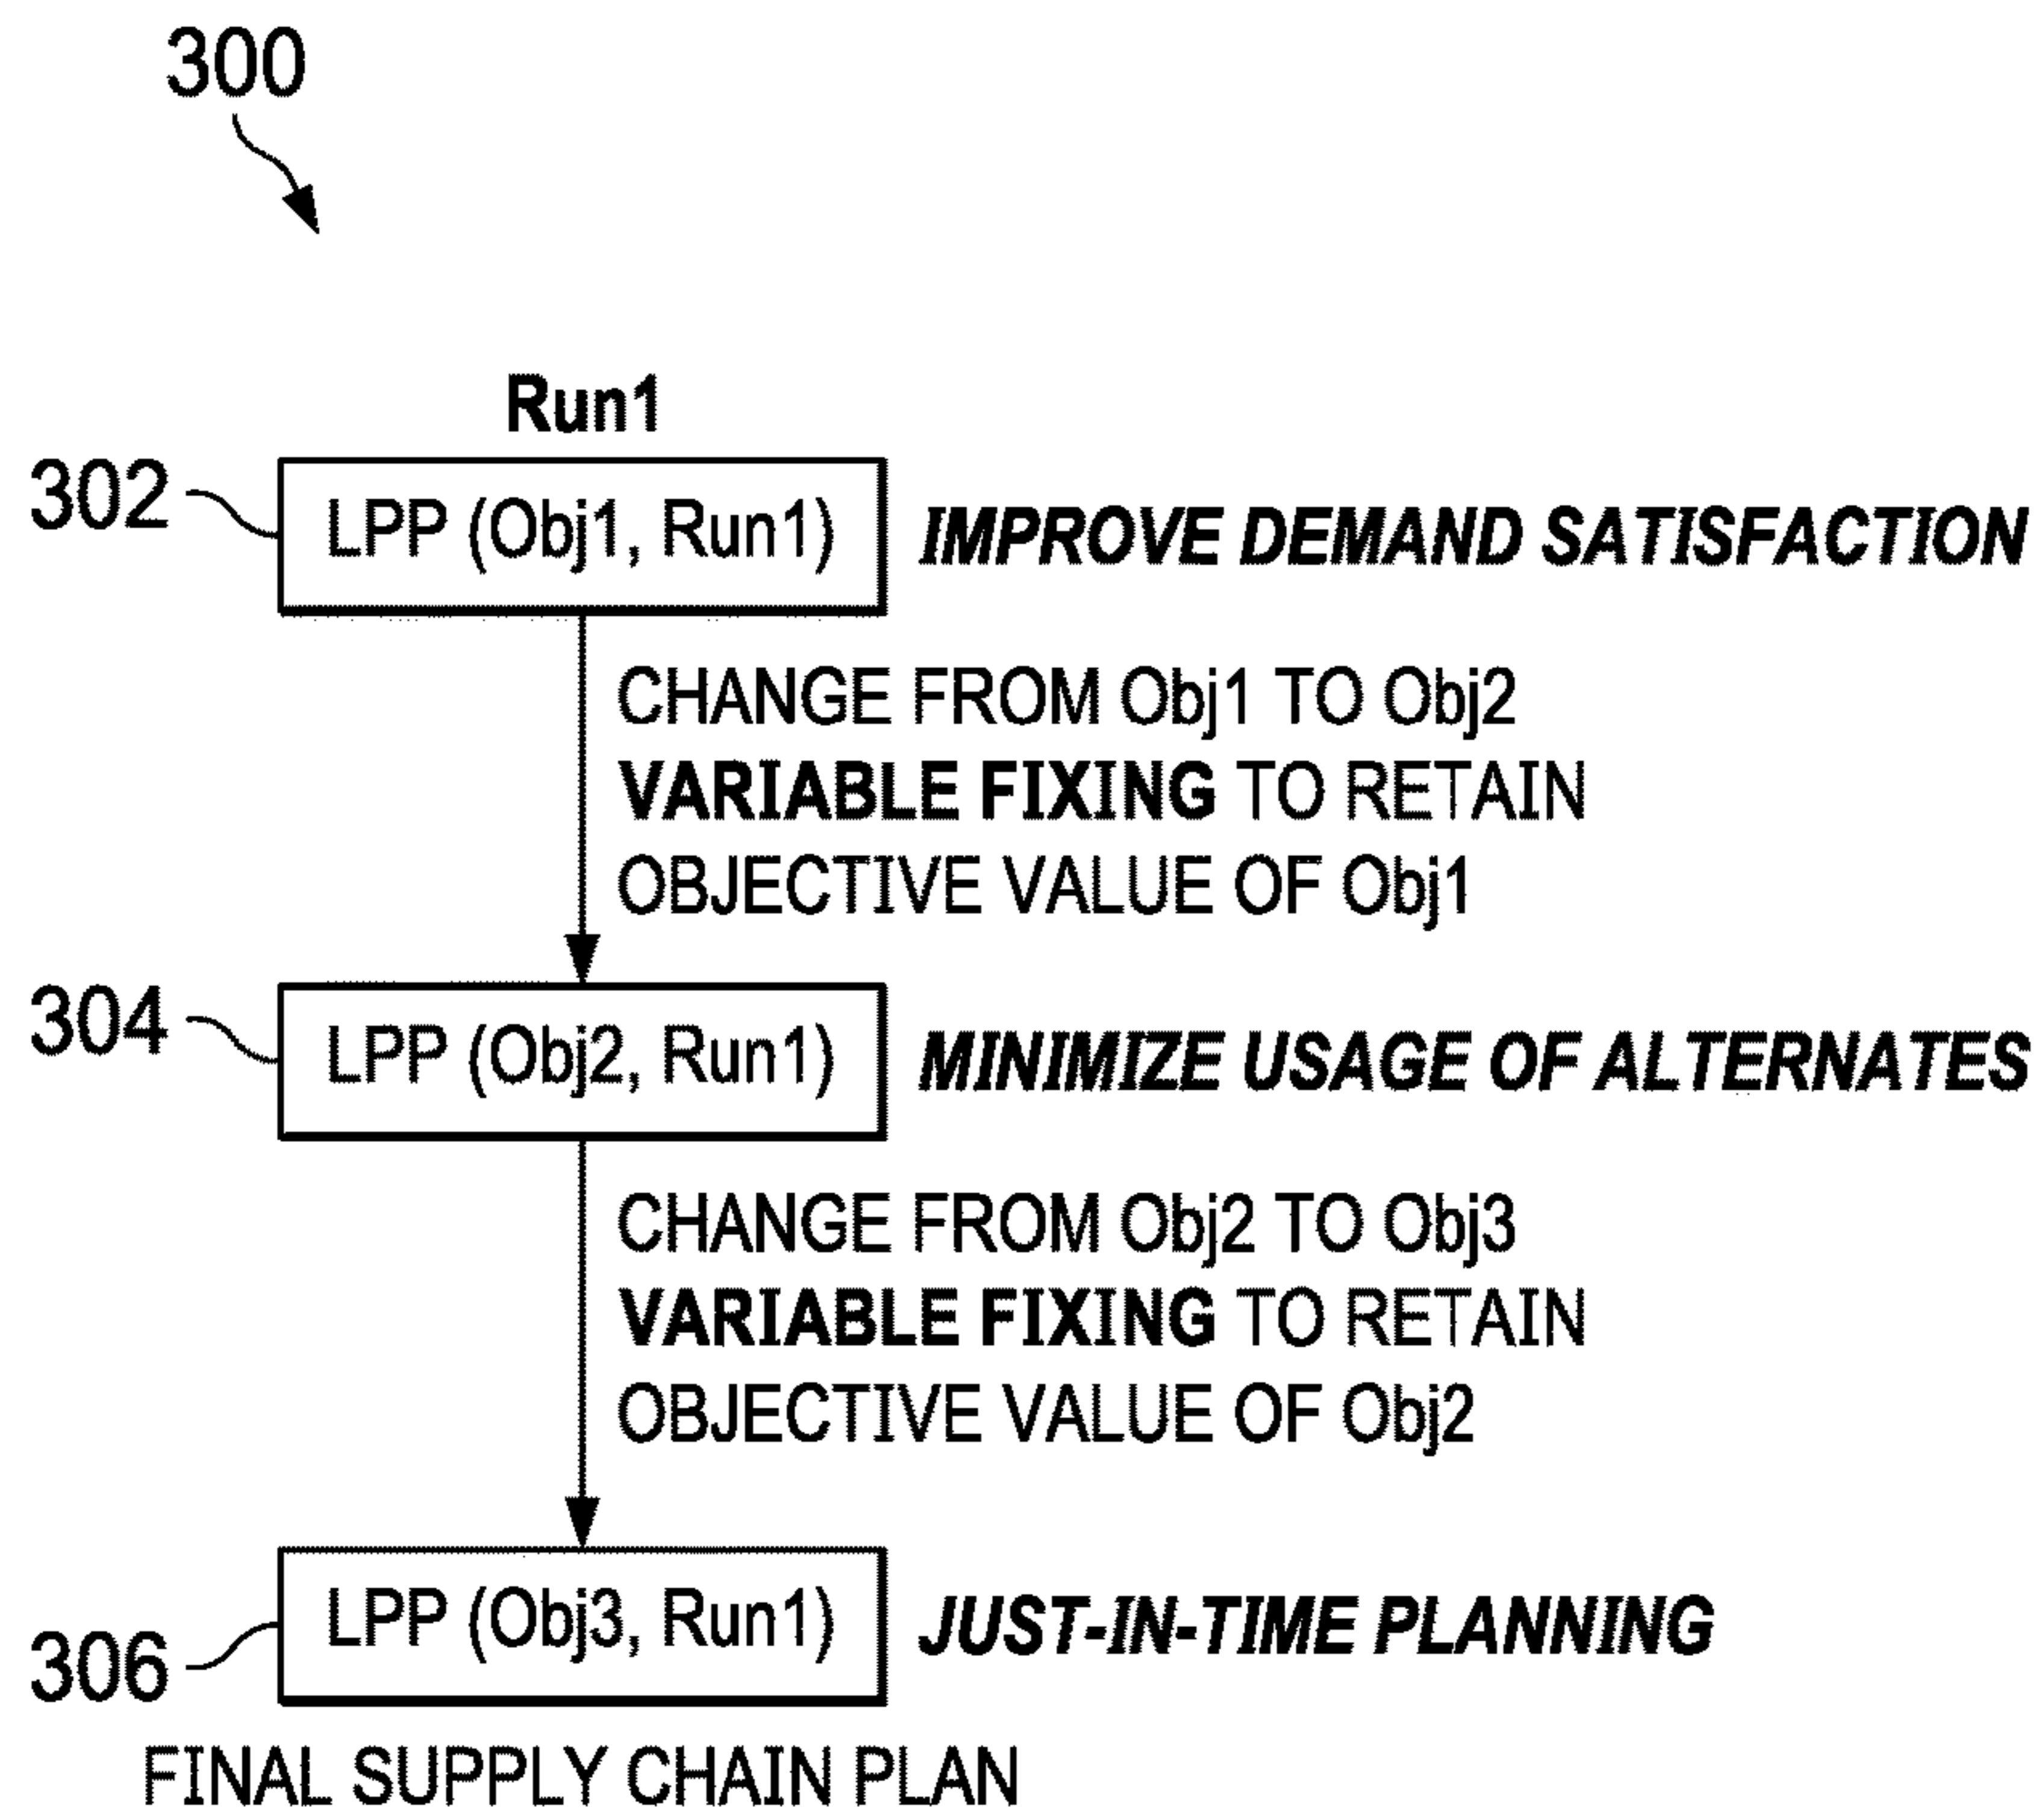 300
Run1
302
LPP (Obj1, Run1)
IMPROVE DEMAND SATISFACTION
CHANGE FROM Obj1 TO Obj2
VARIABLE FIXING TO RETAIN
OBJECTIVE VALUE OF Obj1
304
LPP (Obj2, Run1)
MINIMIZE USAGE OF ALTERNATES
CHANGE FROM Obj2 TO Obj3
VARIABLE FIXING TO RETAIN
OBJECTIVE VALUE OF Obj2
306
LPP (Obj3, Run1)
JUST-IN-TIME PLANNING
FINAL SUPPLY CHAIN PLAN